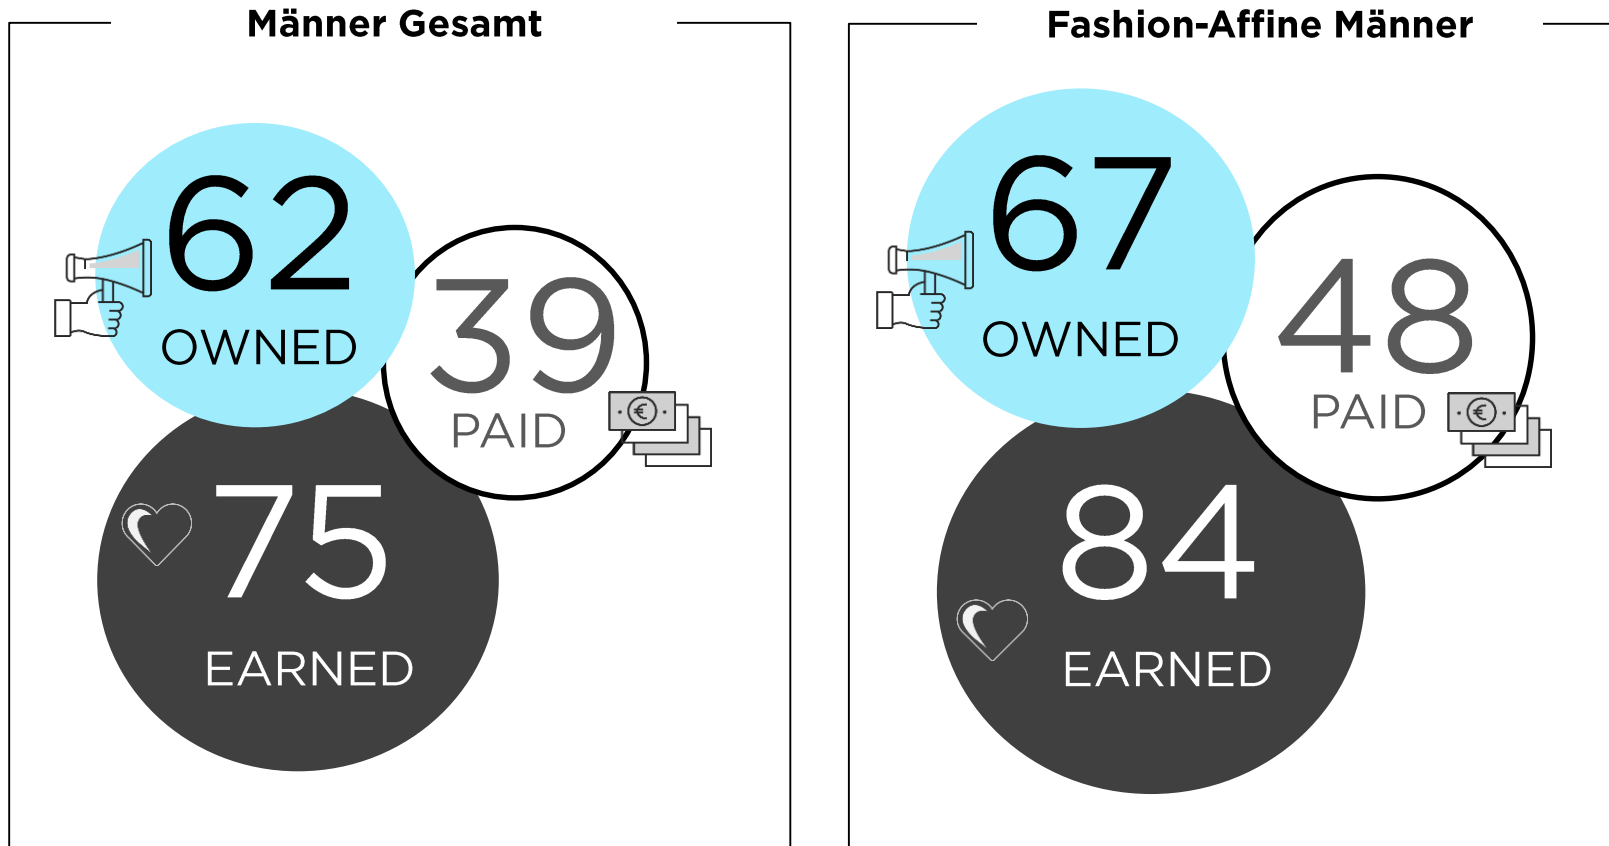 Männer Gesamt
62
OWNED
39
PAID
€
75
EARNED
Fashion-Affine Männer
67
OWNED
48
PAID
€
84
EARNED